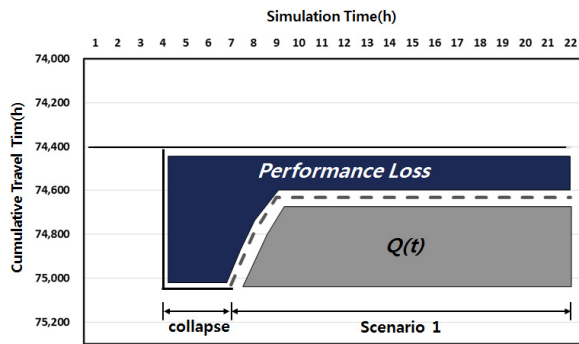 Simulation Time(h)
1 2 3 4 5 6 7 8 9 10 11 12 13 14 15 16 17 18 19 20 21 22
Cumulative Travel Tim(h)
74,000
74,200
74,400
74,600
74,800
75,000
75,200
Performance Loss
Q(t)
collapse
Scenario 1